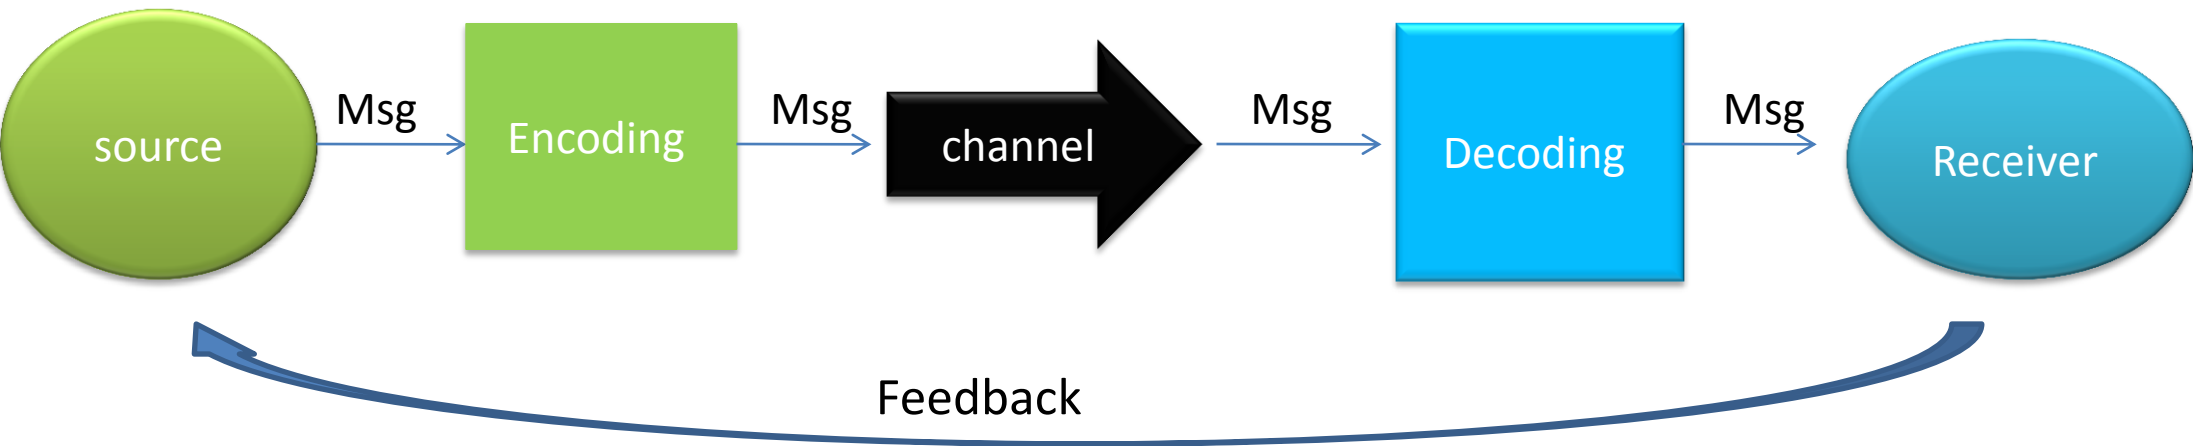 source
Msg
Encoding
Msg
channel
Msg
Decoding
Msg
Receiver
Feedback